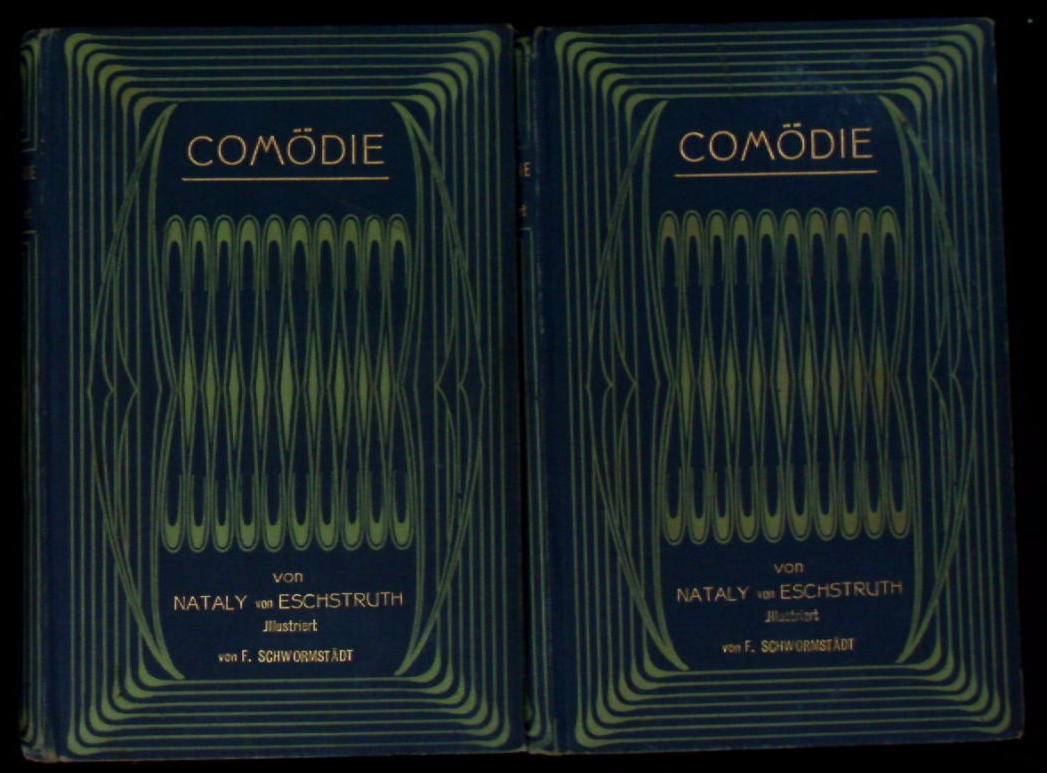 COMÖDIE
von
NATALY von ESCHSTRUTH
Jllustriert
von F. SCHWORMSTÄDT
COMÖDIE
von
NATALY von ESCHSTRUTH
Jllustriert
von F. SCHWORMSTÄDT